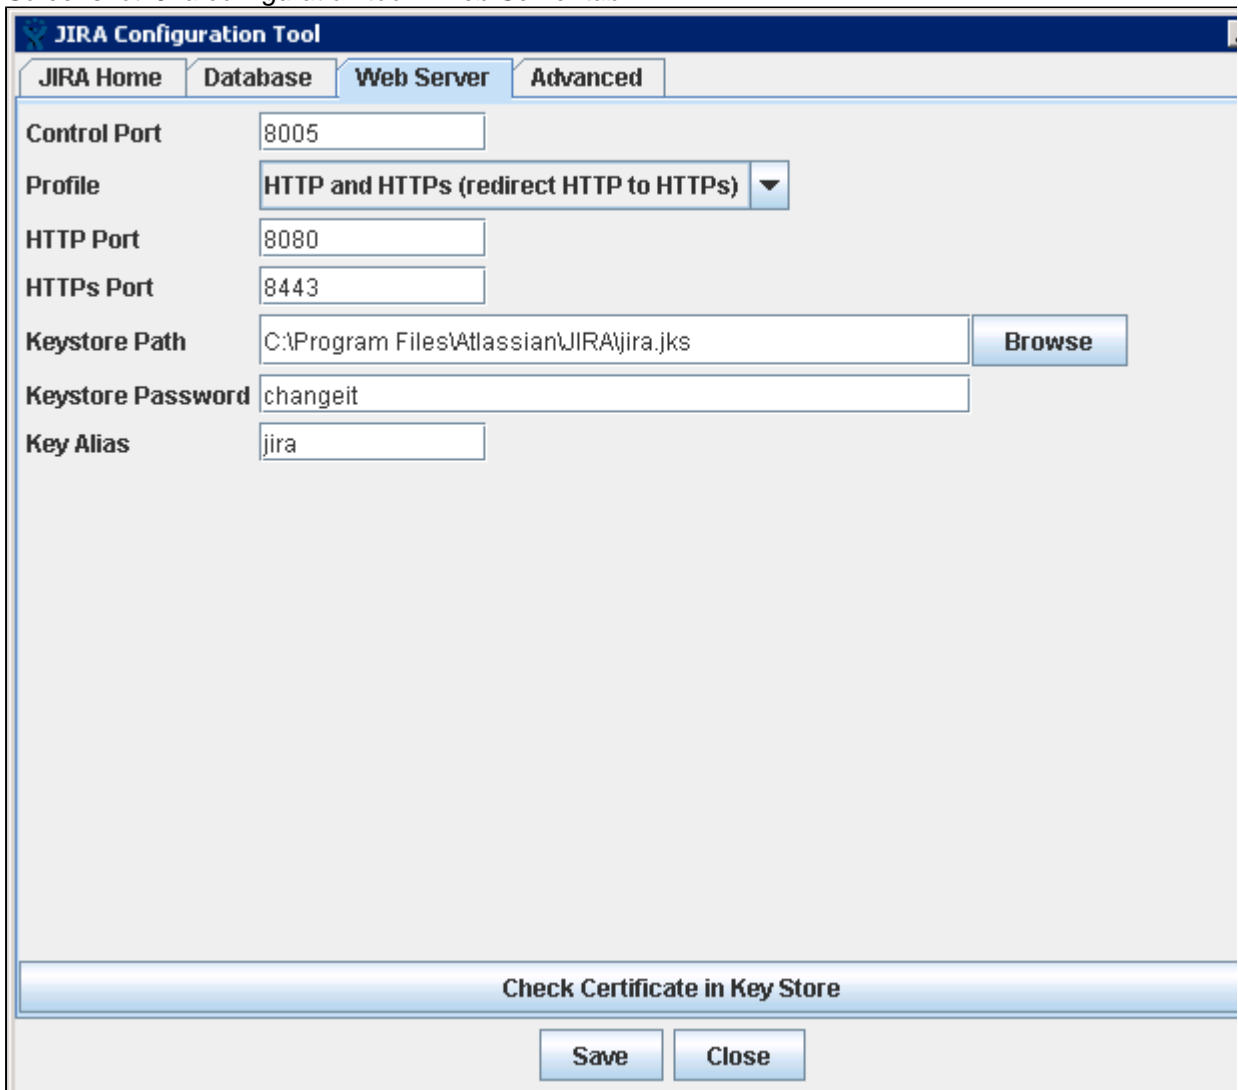 JIRA Configuration Tool
JIRA Home Database Web Server Advanced
Control Port 8005
Profile HTTP and HTTPs (redirect HTTP to HTTPs)
HTTP Port 8080
HTTPs Port 8443
Keystore Path C:\Program Files\Atlassian\JIRA\jira.jks Browse
Keystore Password changeit
Key Alias jira
Check Certificate in Key Store
Save Close